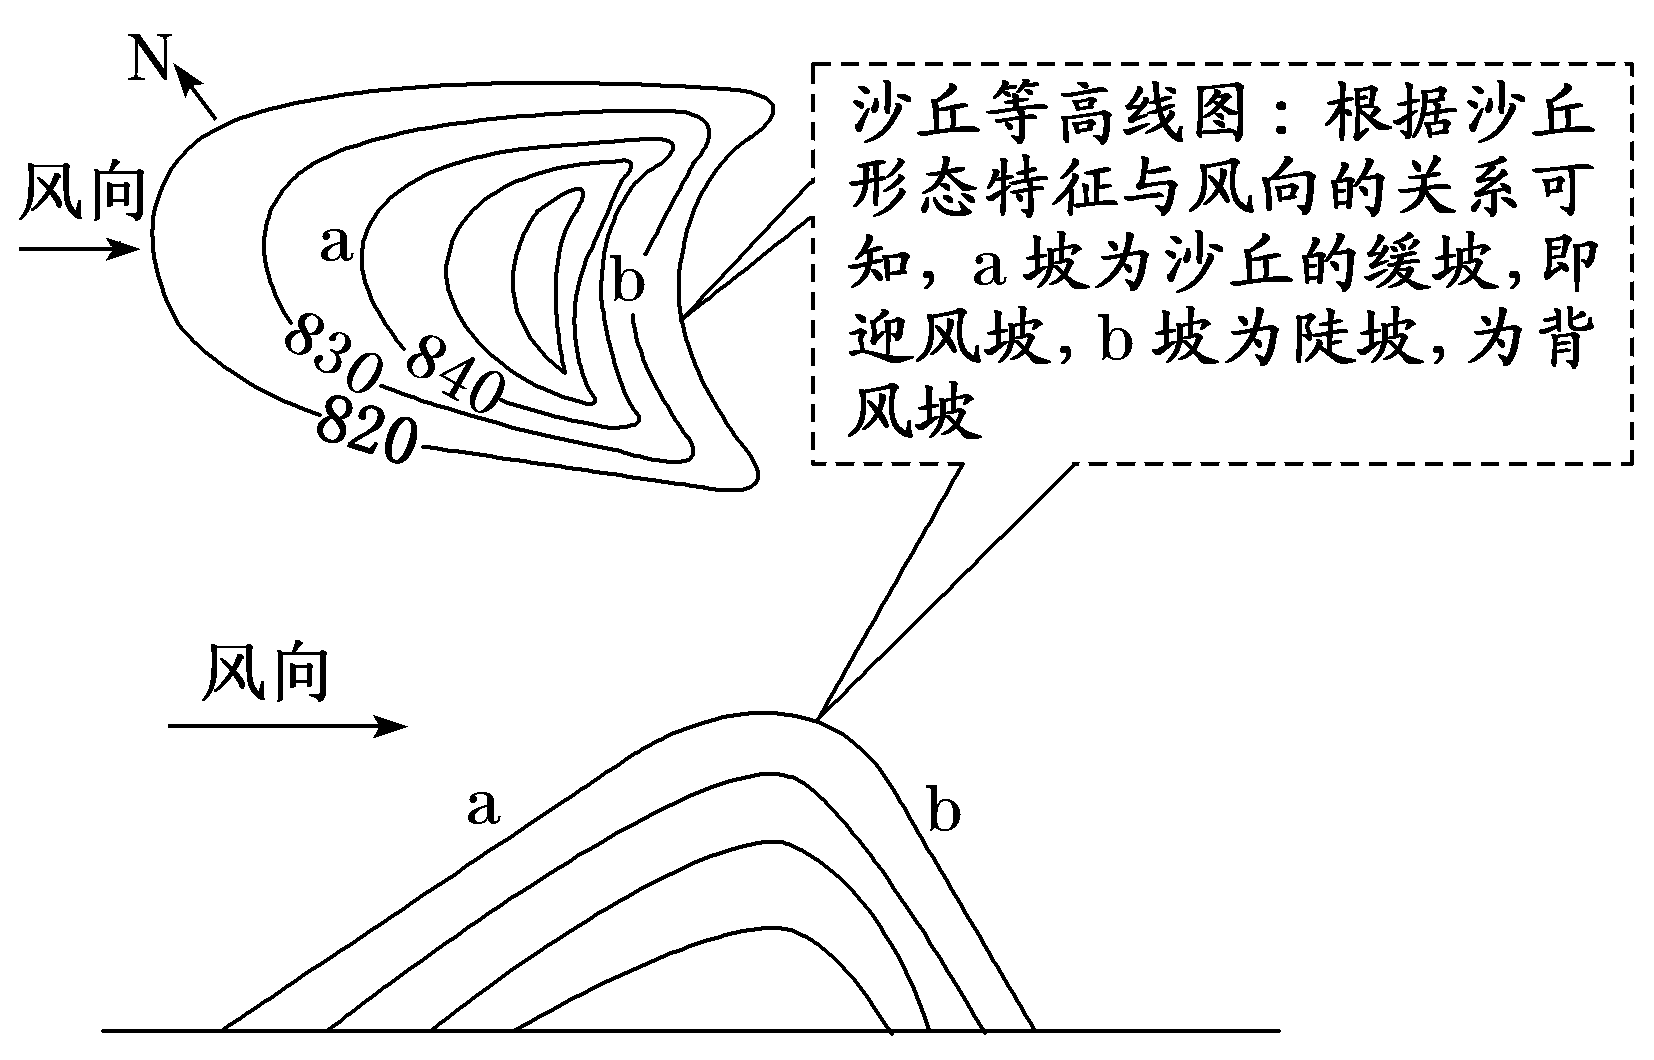 N
风向
a
b
830
840
820
沙丘等高线图：根据沙丘
形态特征与风向的关系可
知，a坡为沙丘的缓坡，即
迎风坡，b坡为陡坡，为背
风坡
风向
a
b